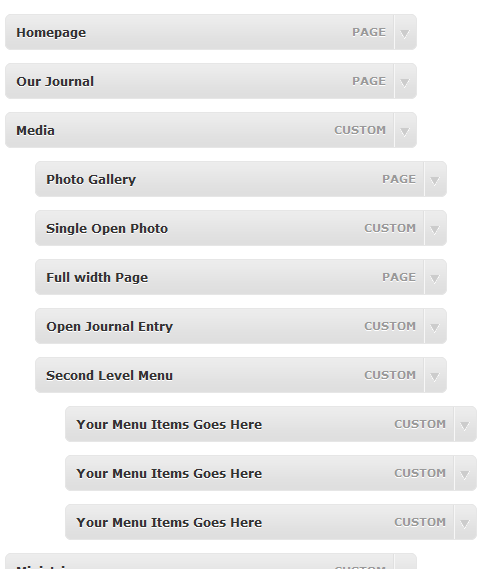 Homepage PAGE
Our Journal PAGE
Media CUSTOM
Photo Gallery PAGE
Single Open Photo CUSTOM
Full width Page PAGE
Open Journal Entry CUSTOM
Second Level Menu CUSTOM
Your Menu Items Goes Here CUSTOM
Your Menu Items Goes Here CUSTOM
Your Menu Items Goes Here CUSTOM
CUSTOM